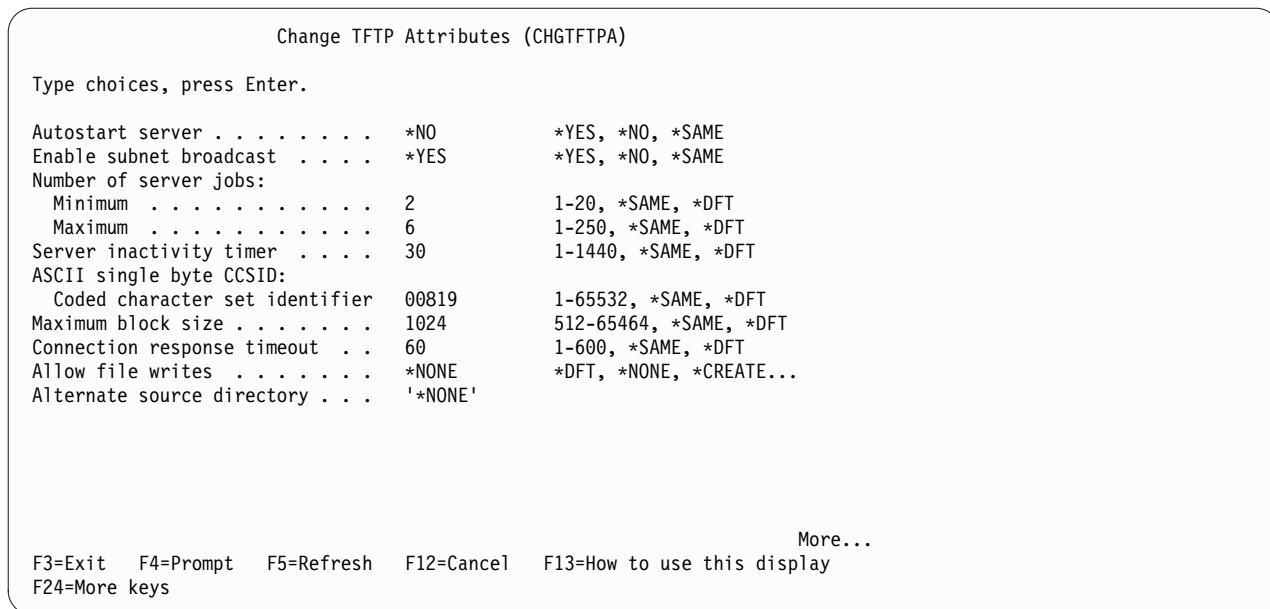 Change TFTP Attributes (CHGTFTPA)
Type choices, press Enter.
Autostart server . . . . . . . . *NO *YES, *NO, *SAME
Enable subnet broadcast . . . . *YES *YES, *NO, *SAME
Number of server jobs:
Minimum . . . . . . . . . . . 2 1-20, *SAME, *DFT
Maximum . . . . . . . . . . . 6 1-250, *SAME, *DFT
Server inactivity timer . . . . 30 1-1440, *SAME, *DFT
ASCII single byte CCSID:
Coded character set identifier 00819 1-65532, *SAME, *DFT
Maximum block size . . . . . . . 1024 512-65464, *SAME, *DFT
Connection response timeout . . 60 1-600, *SAME, *DFT
Allow file writes . . . . . . . *NONE *DFT, *NONE, *CREATE...
Alternate source directory . . . '*NONE'
More...
F3=Exit F4=Prompt F5=Refresh F12=Cancel F13=How to use this display
F24=More keys